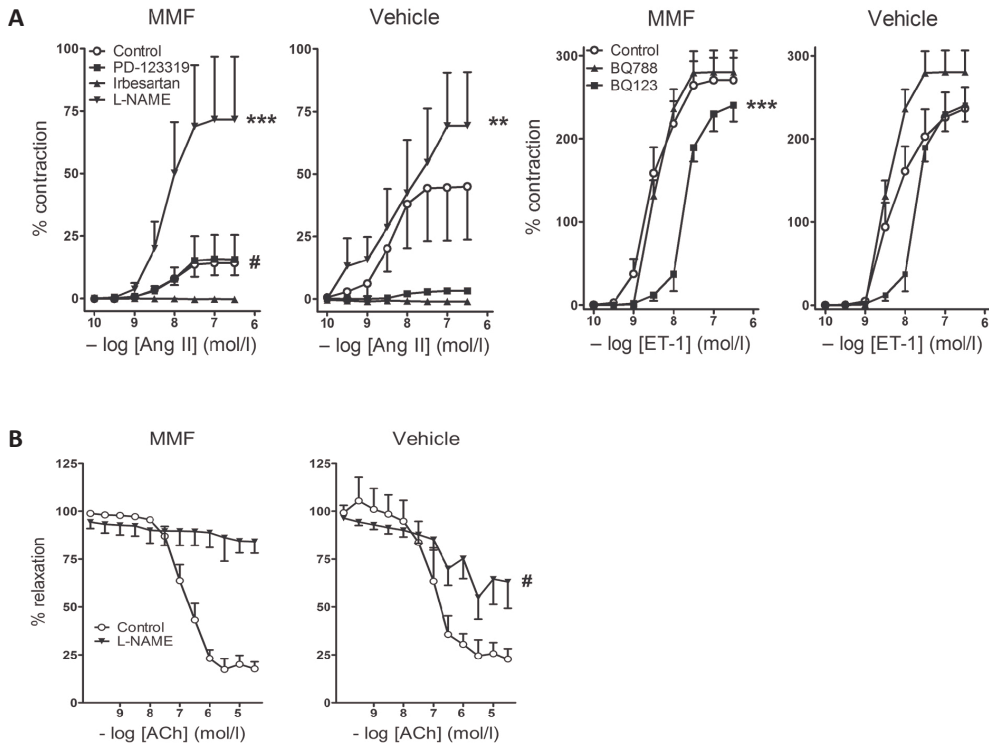 A
MMF
Vehicle
MMF
Vehicle
% contraction
100
75
50
25
0
Control
PD-123319
Irbesartan
L-NAME
***
#
10 9 8 7 6
– log [Ang II] (mol/l)
100
75
50
25
0
**
10 9 8 7 6
– log [Ang II] (mol/l)
% contraction
300
200
100
0
Control
BQ788
BQ123
***
10 9 8 7 6
– log [ET-1] (mol/l)
300
200
100
0
10 9 8 7 6
– log [ET-1] (mol/l)
B
MMF
Vehicle
% relaxation
125
100
75
50
25
0
Control
L-NAME
9 8 7 6 5
- log [ACh] (mol/l)
125
100
75
50
25
0
#
9 8 7 6 5
- log [ACh] (mol/l)